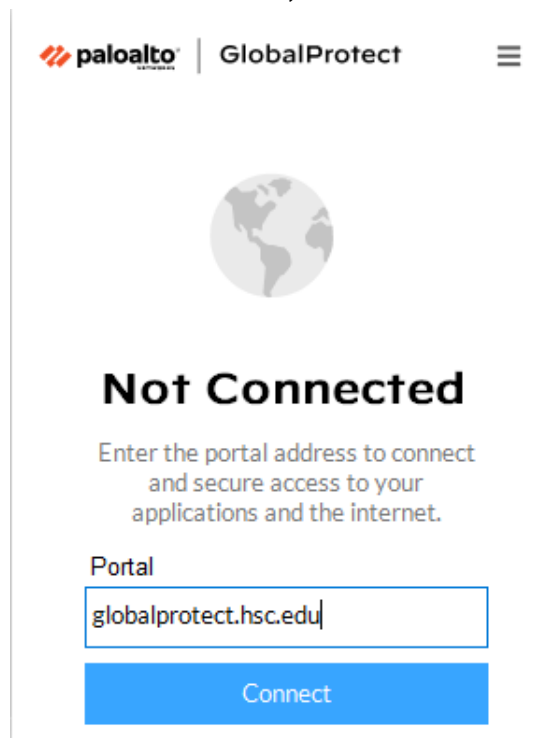 paloalto NETWORKS GlobalProtect
Not Connected
Enter the portal address to connect
and secure access to your
applications and the internet.
Portal
globalprotect.hsc.edu
Connect